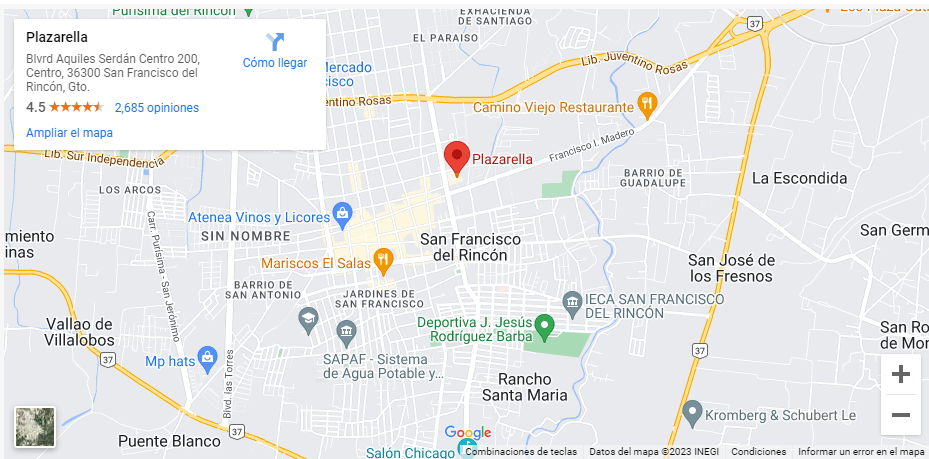 Plazarella
Blvrd Aquiles Serdán Centro 200,
Centro, 36300 San Francisco del
Rincón, Gto.
4.5
2,685 opiniones
Ampliar el mapa
Cómo llegar
Purísima del Rincón
EXHACIENDA
DE SANTIAGO
EL PARAISO
37
Lib. Juventino Rosas
Mercado
Juventino Rosas
Camino Viejo Restaurante
Francisco I. Madero
Plazarella
Lib. Sur Independencia
LOS ARCOS
BARRIO DE
GUADALUPE
La Escondida
Atenea Vinos y Licores
SIN NOMBRE
San Francisco
del Rincón
San Germ
miento
inas
Carr. Purísima - San Jerónimo
Mariscos El Salas
San José de
los Fresnos
BARRIO DE
SAN ANTONIO
JARDINES DE
SAN FRANCISCO
IECA SAN FRANCISCO
DEL RINCÓN
Vallao de
Villalobos
Deportiva J. Jesús
Rodríguez Barba
San Ro
de Mor
37
37
Mp hats
SAPAF - Sistema
de Agua Potable y…
Blvd. las Torres
Rancho
Santa Maria
37
Kromberg & Schubert Le
Puente Blanco
Google
Salón Chicago
Combinaciones de teclas
Datos del mapa ©2023 INEGI
Condiciones
Informar un error en el mapa